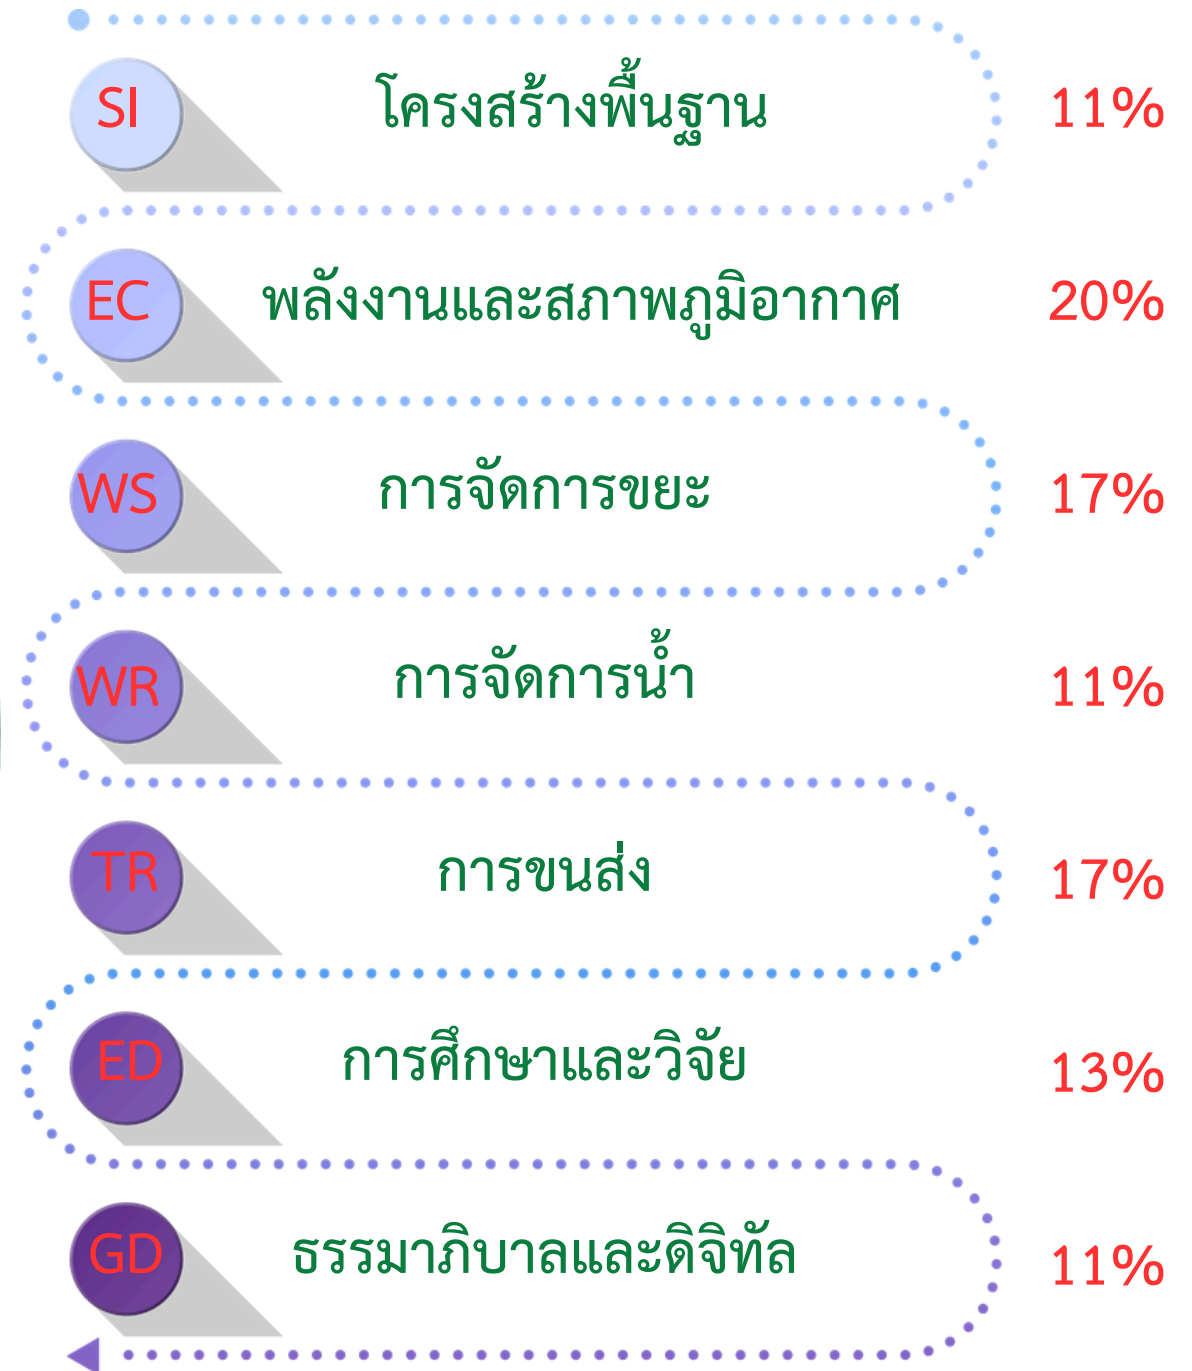 SI โครงสร้างพื้นฐาน 11%
EC พลังงานและสภาพภูมิอากาศ 20%
WS การจัดการขยะ 17%
WR การจัดการน้ำ 11%
TR การขนส่ง 17%
ED การศึกษาและวิจัย 13%
GD ธรรมาภิบาลและดิจิทัล 11%